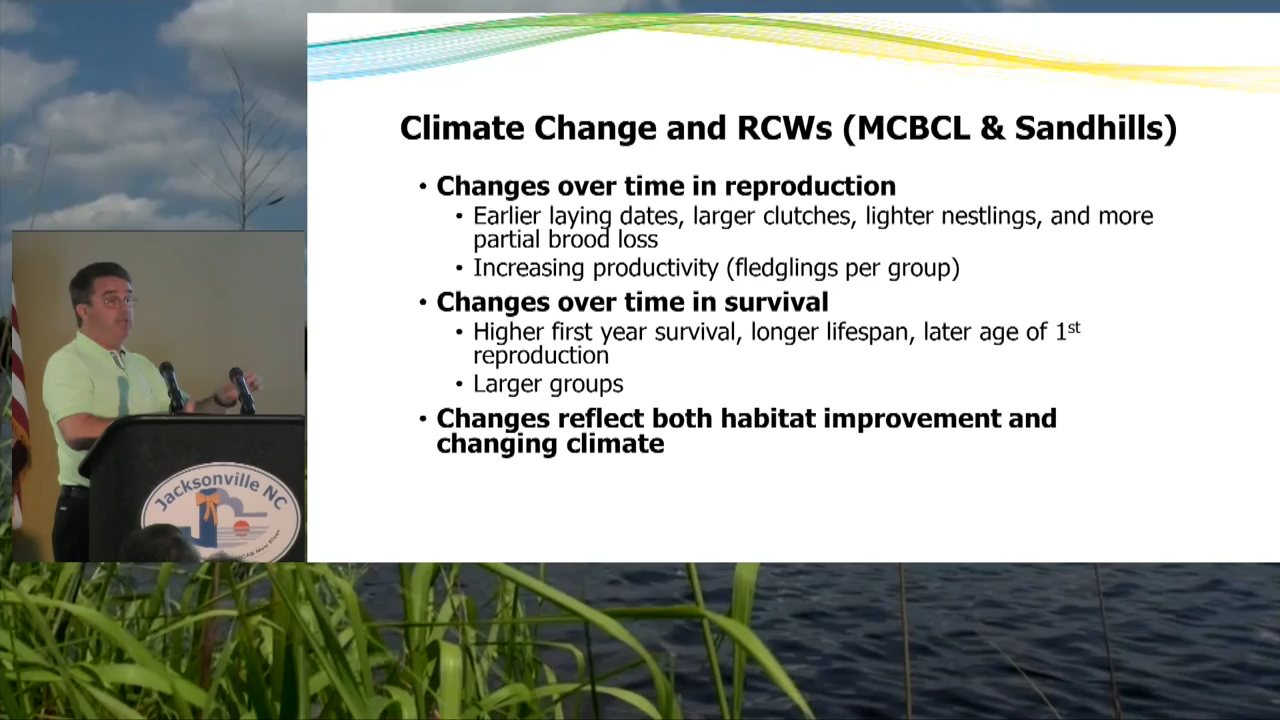 Climate Change and RCWs (MCBCL & Sandhills)
• Changes over time in reproduction
• Earlier laying dates, larger clutches, lighter nestlings, and more
partial brood loss
• Increasing productivity (fledglings per group)
• Changes over time in survival
• Higher first year survival, longer lifespan, later age of 1st
reproduction
• Larger groups
• Changes reflect both habitat improvement and
changing climate
Jacksonville NC
New River